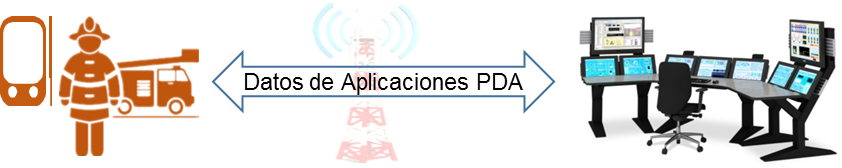 Datos de Aplicaciones PDA